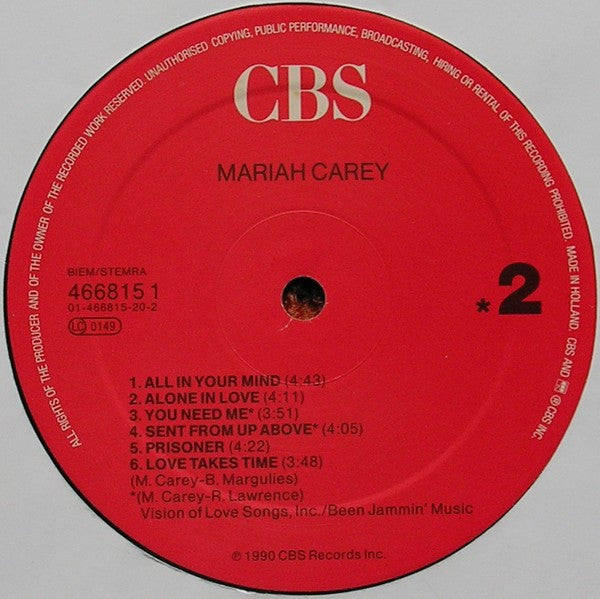 ALL RIGHTS OF THE PRODUCER AND OF THE OWNER OF THE RECORDED WORK RESERVED. UNAUTHORISED COPYING, PUBLIC PERFORMANCE, BROADCASTING, HIRING OR RENTAL OF THIS RECORDING PROHIBITED. MADE IN HOLLAND. CBS AND ℗ CBS INC.
CBS
MARIAH CAREY
BIEM/STEMRA
466815 1
01-466815-20-2
LC 0149
*2
1. ALL IN YOUR MIND (4:43)
2. ALONE IN LOVE (4:11)
3. YOU NEED ME* (3:51)
4. SENT FROM UP ABOVE* (4:05)
5. PRISONER (4:22)
6. LOVE TAKES TIME (3:48)
(M. Carey-B. Margulies)
*(M. Carey-R. Lawrence)
Vision of Love Songs, Inc./Been Jammin' Music
℗ 1990 CBS Records Inc.